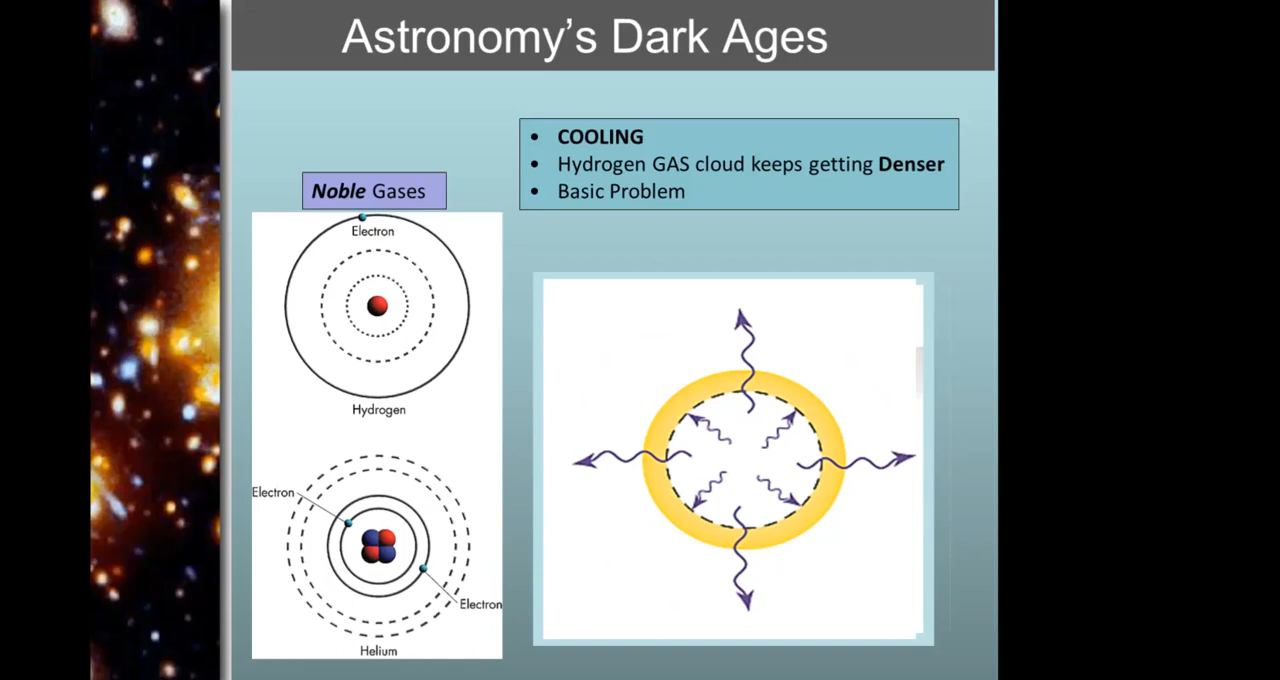 Astronomy's Dark Ages
• COOLING
• Hydrogen GAS cloud keeps getting Denser
• Basic Problem
Noble Gases
Electron
Hydrogen
Electron
Electron
Helium